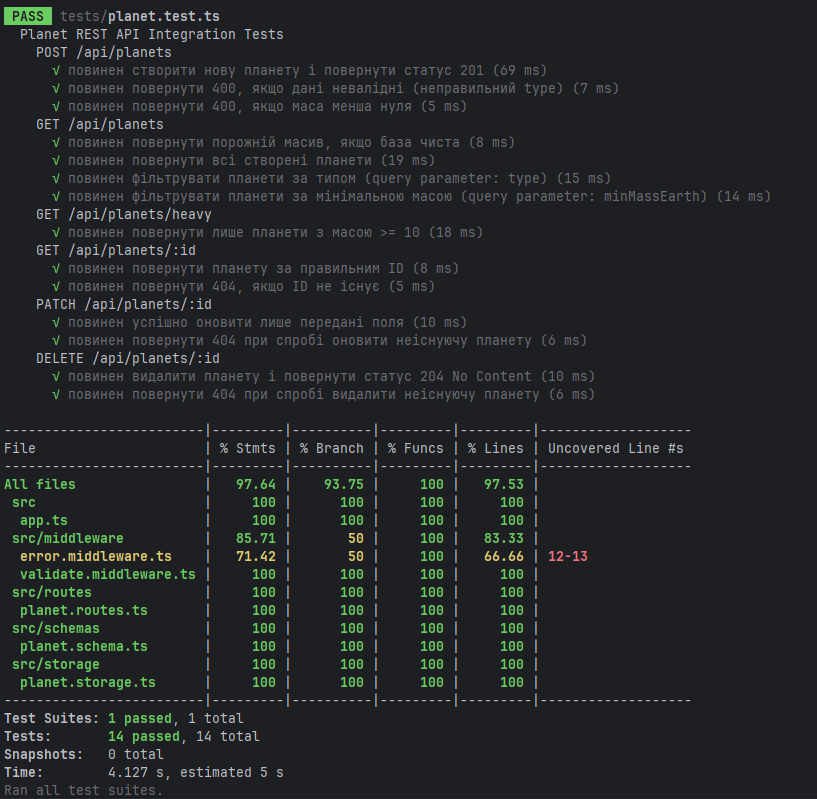 PASS tests/planet.test.ts
Planet REST API Integration Tests
POST /api/planets
√ повинен створити нову планету і повернути статус 201 (69 ms)
√ повинен повернути 400, якщо дані невалідні (неправильний type) (7 ms)
√ повинен повернути 400, якщо маса менша нуля (5 ms)
GET /api/planets
√ повинен повернути порожній масив, якщо база чиста (8 ms)
√ повинен повернути всі створені планети (19 ms)
√ повинен фільтрувати планети за типом (query parameter: type) (15 ms)
√ повинен фільтрувати планети за мінімальною масою (query parameter: minMassEarth) (14 ms)
GET /api/planets/heavy
√ повинен повернути лише планети з масою >= 10 (18 ms)
GET /api/planets/:id
√ повинен повернути планету за правильним ID (8 ms)
√ повинен повернути 404, якщо ID не існує (5 ms)
PATCH /api/planets/:id
√ повинен успішно оновити лише передані поля (10 ms)
√ повинен повернути 404 при спробі оновити неіснуючу планету (6 ms)
DELETE /api/planets/:id
√ повинен видалити планету і повернути статус 204 No Content (10 ms)
√ повинен повернути 404 при спробі видалити неіснуючу планету (6 ms)
-------------------------|---------|----------|---------|---------|-------------------
File                     | % Stmts | % Branch | % Funcs | % Lines | Uncovered Line #s
-------------------------|---------|----------|---------|---------|-------------------
All files                |   97.64 |    93.75 |     100 |   97.53 |
src                      |     100 |      100 |     100 |     100 |
app.ts                   |     100 |      100 |     100 |     100 |
src/middleware           |   85.71 |       50 |     100 |   83.33 |
error.middleware.ts      |   71.42 |       50 |     100 |   66.66 | 12-13
validate.middleware.ts   |     100 |      100 |     100 |     100 |
src/routes               |     100 |      100 |     100 |     100 |
planet.routes.ts         |     100 |      100 |     100 |     100 |
src/schemas              |     100 |      100 |     100 |     100 |
planet.schema.ts         |     100 |      100 |     100 |     100 |
src/storage              |     100 |      100 |     100 |     100 |
planet.storage.ts        |     100 |      100 |     100 |     100 |
-------------------------|---------|----------|---------|---------|-------------------
Test Suites: 1 passed, 1 total
Tests:       14 passed, 14 total
Snapshots:   0 total
Time:        4.127 s, estimated 5 s
Ran all test suites.